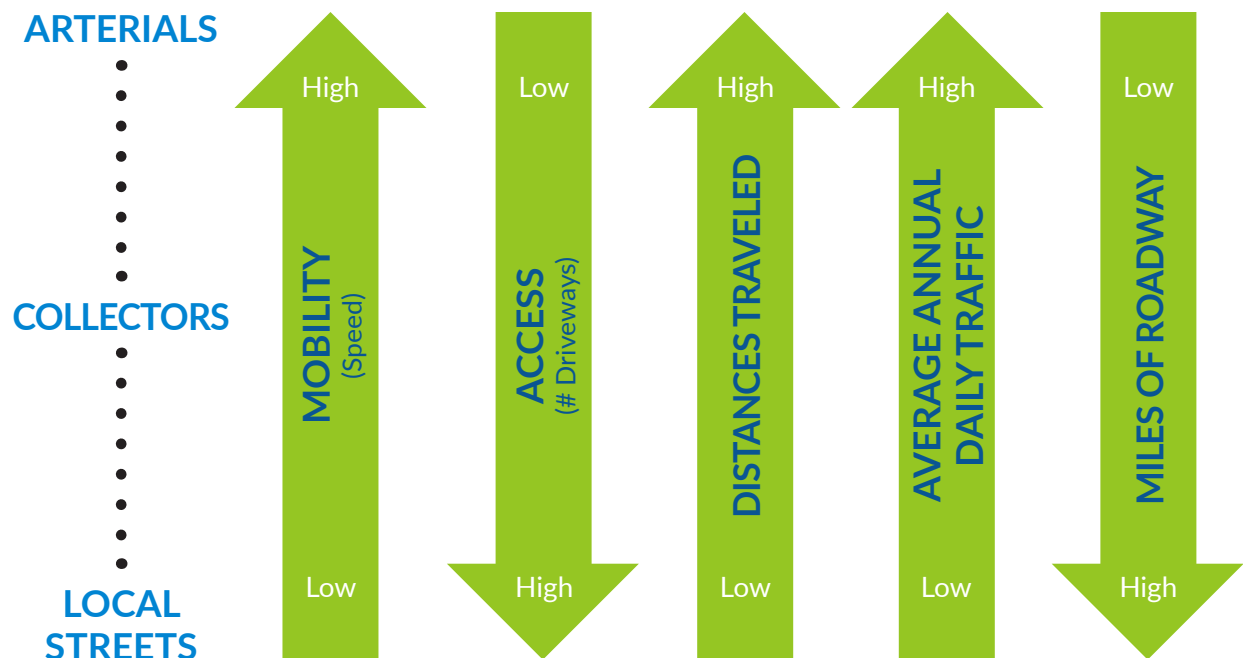 ARTERIALS
COLLECTORS
LOCAL
STREETS
High
MOBILITY
(Speed)
Low
Low
ACCESS
(# Driveways)
High
High
DISTANCES TRAVELED
Low
High
AVERAGE ANNUAL
DAILY TRAFFIC
Low
Low
MILES OF ROADWAY
High